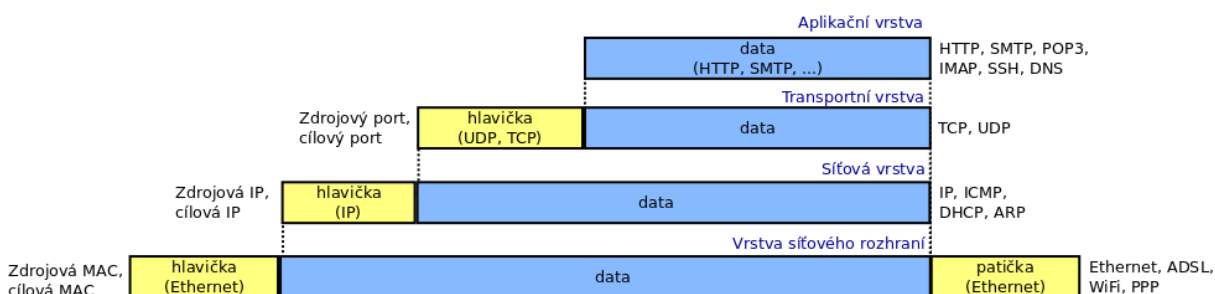 Aplikační vrstva
data
(HTTP, SMTP, ...)
HTTP, SMTP, POP3,
IMAP, SSH, DNS
Transportní vrstva
Zdrojový port,
cílový port
hlavička
(UDP, TCP)
data
TCP, UDP
Síťová vrstva
Zdrojová IP,
cílová IP
hlavička
(IP)
data
IP, ICMP,
DHCP, ARP
Vrstva síťového rozhraní
Zdrojová MAC,
cílová MAC
hlavička
(Ethernet)
data
patička
(Ethernet)
Ethernet, ADSL,
WiFi, PPP